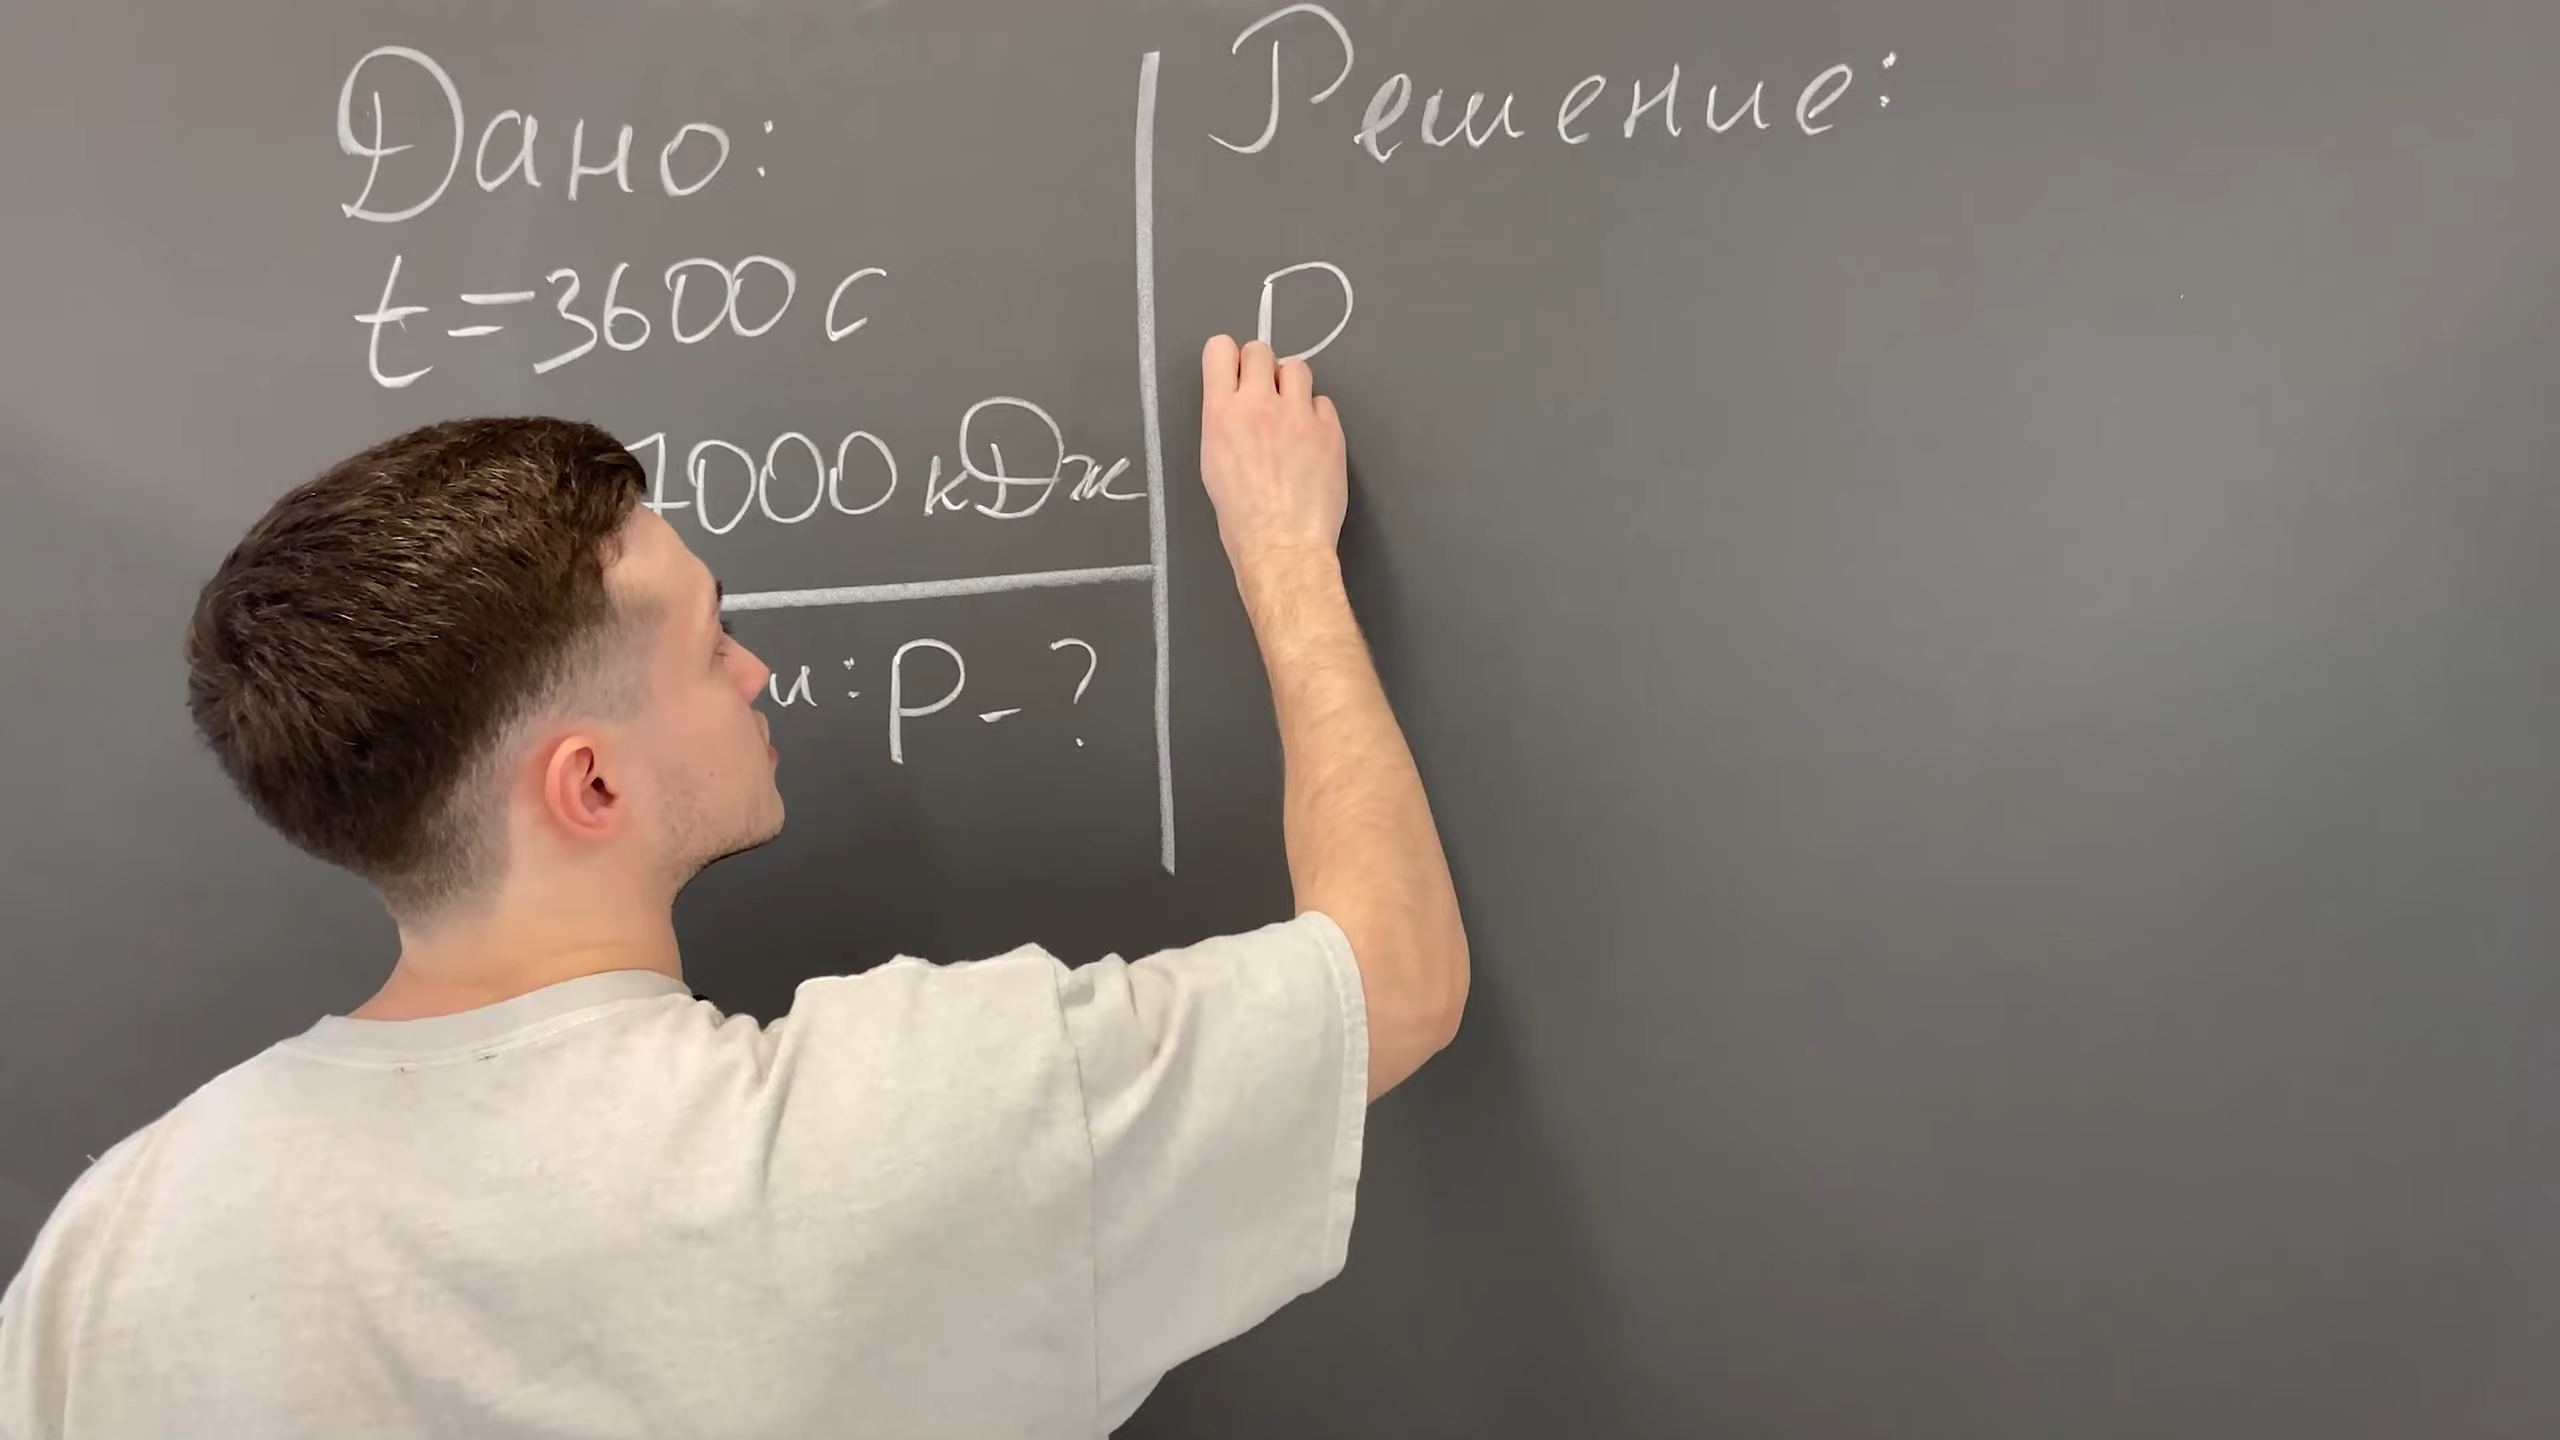 Дано:
t = 3600 с
1000 кДж
и: P - ?
Решение:
P